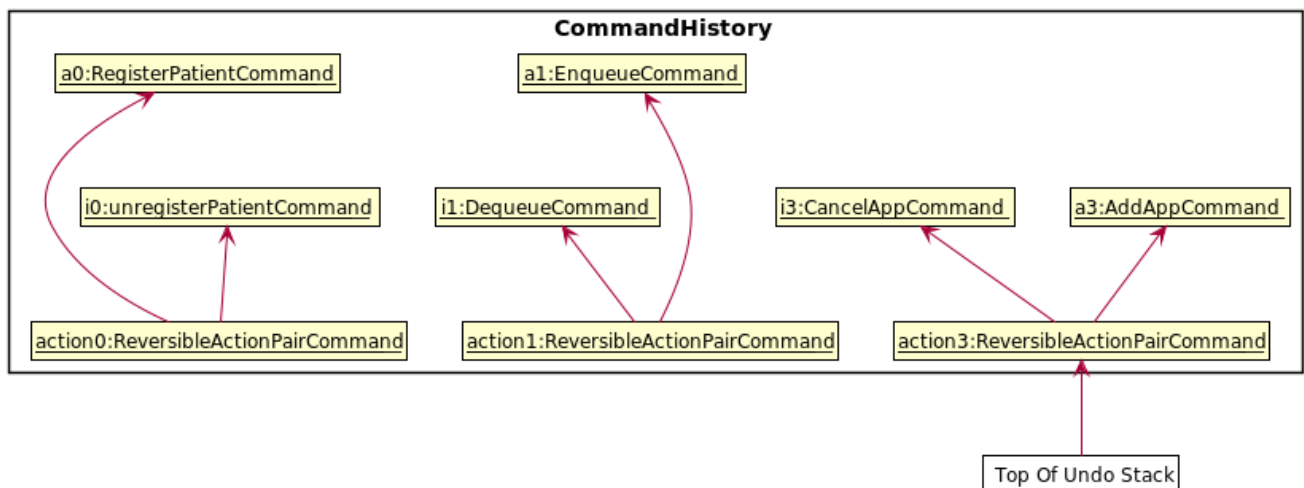 CommandHistory
a0:RegisterPatientCommand
a1:EnqueueCommand
i0:unregisterPatientCommand
i1:DequeueCommand
i3:CancelAppCommand
a3:AddAppCommand
action0:ReversibleActionPairCommand
action1:ReversibleActionPairCommand
action3:ReversibleActionPairCommand
Top Of Undo Stack